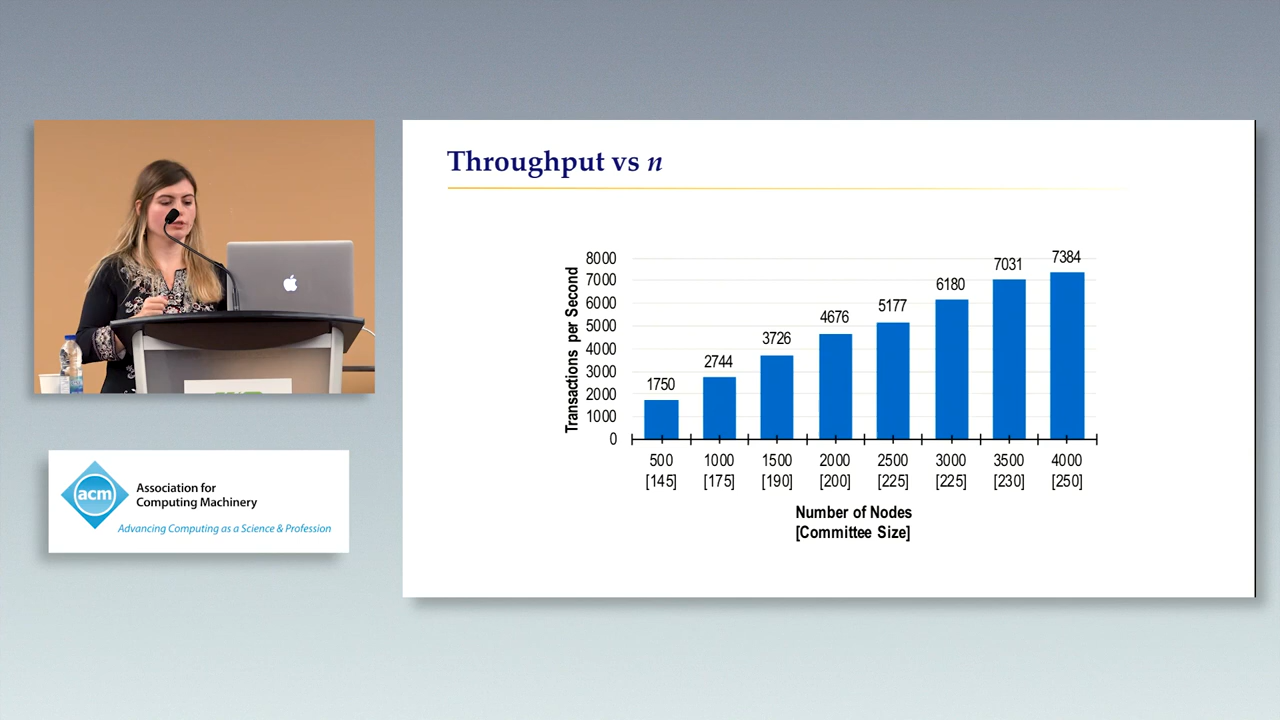 Throughput vs n
8000
7000
6000
5000
4000
3000
2000
1000
0
Transactions per Second
1750
2744
3726
4676
5177
6180
7031
7384
500 1000 1500 2000 2500 3000 3500 4000
[145] [175] [190] [200] [225] [225] [230] [250]
Number of Nodes
[Committee Size]
acm
Association for
Computing Machinery
Advancing Computing as a Science & Profession